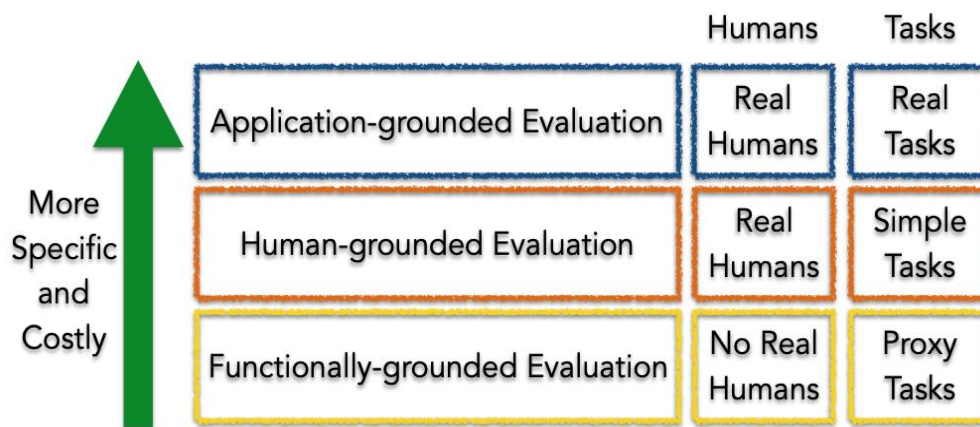 Humans Tasks
Application-grounded Evaluation
Real
Humans
Real
Tasks
More
Specific
and
Costly
Human-grounded Evaluation
Real
Humans
Simple
Tasks
Functionally-grounded Evaluation
No Real
Humans
Proxy
Tasks